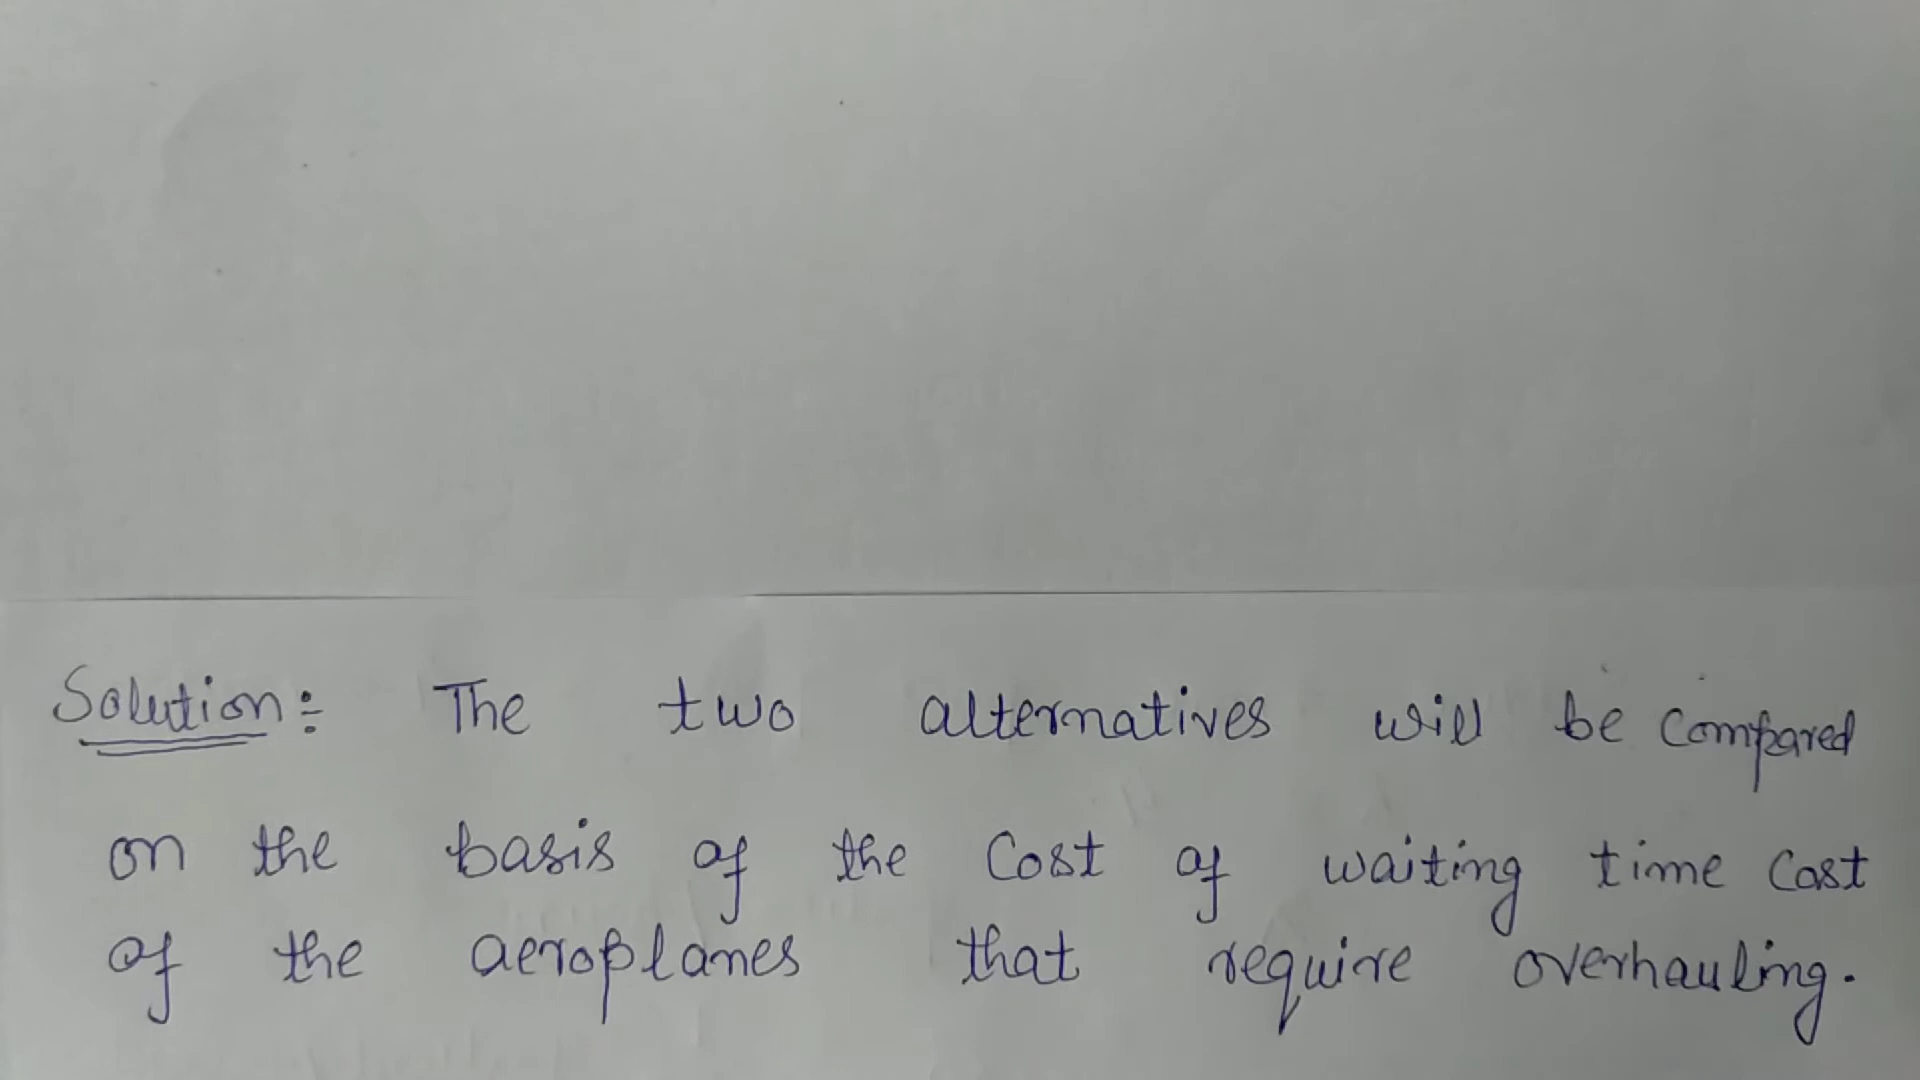 Solution:- The two alternatives will be compared
on the basis of the cost of waiting time cost
of the aeroplanes that require overhauling.